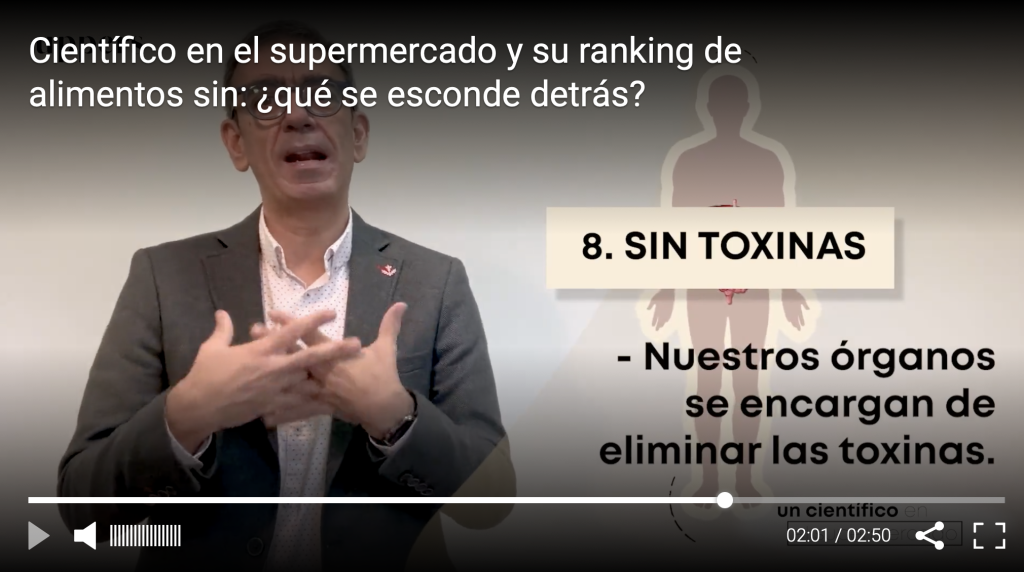 Científico en el supermercado y su ranking de
alimentos sin: ¿qué se esconde detrás?
8. SIN TOXINAS
- Nuestros órganos
se encargan de
eliminar las toxinas.
un científico en
02:01 / 02:50